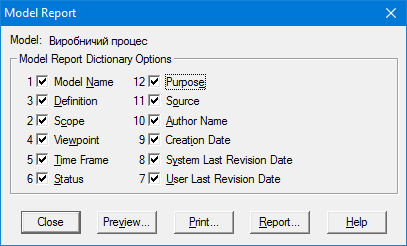 Model Report
Model: Виробничий процес
Model Report Dictionary Options
1 Model Name 12 Purpose
3 Definition 11 Source
2 Scope 10 Author Name
4 Viewpoint 9 Creation Date
5 Time Frame 8 System Last Revision Date
6 Status 7 User Last Revision Date
Close Preview... Print... Report... Help